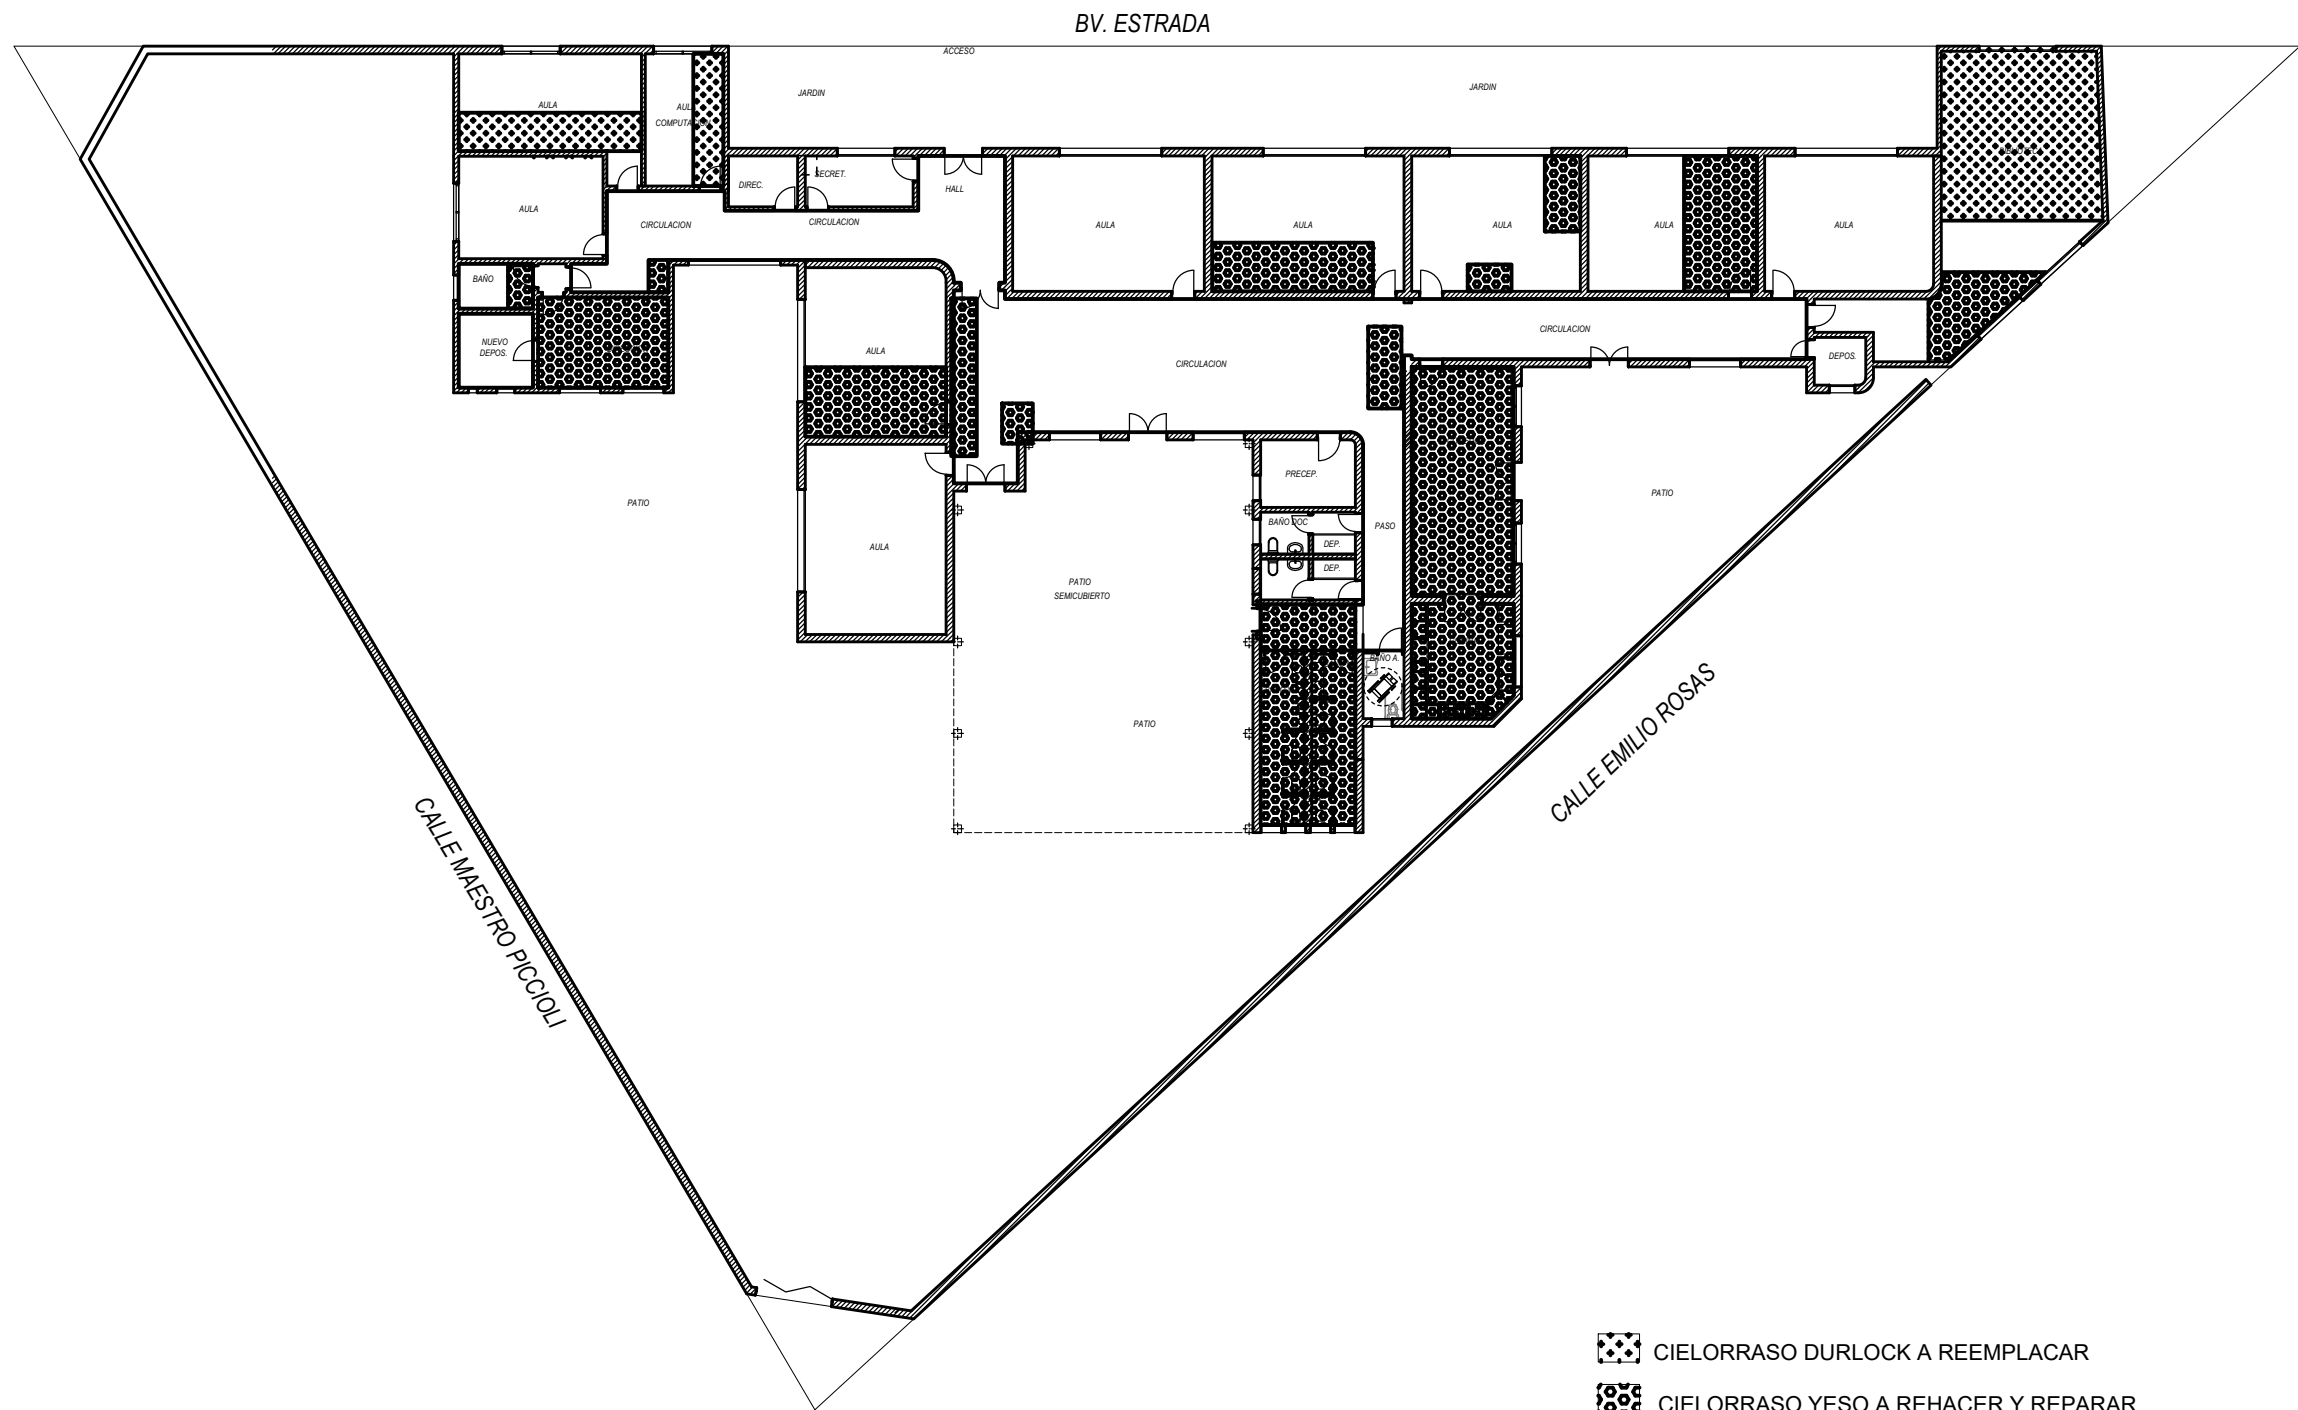 BV. ESTRADA
ACCESO
JARDIN
JARDIN
AULA
AULA
COMPUTACION
DIREC.
SECRET.
HALL
AULA
CIRCULACION
CIRCULACION
AULA
AULA
AULA
AULA
AULA
BAÑO
NUEVO
DEPOS.
AULA
CIRCULACION
CIRCULACION
DEPOS.
PATIO
PRECEP.
PATIO
BAÑO DOC
PASO
DEP.
DEP.
AULA
PATIO
SEMICUBIERTO
BAÑO A.
PATIO
CALLE EMILIO ROSAS
CALLE MAESTRO PICCIOLI
CIELORRASO DURLOCK A REEMPLACAR
CIELORRASO YESO A REHACER Y REPARAR